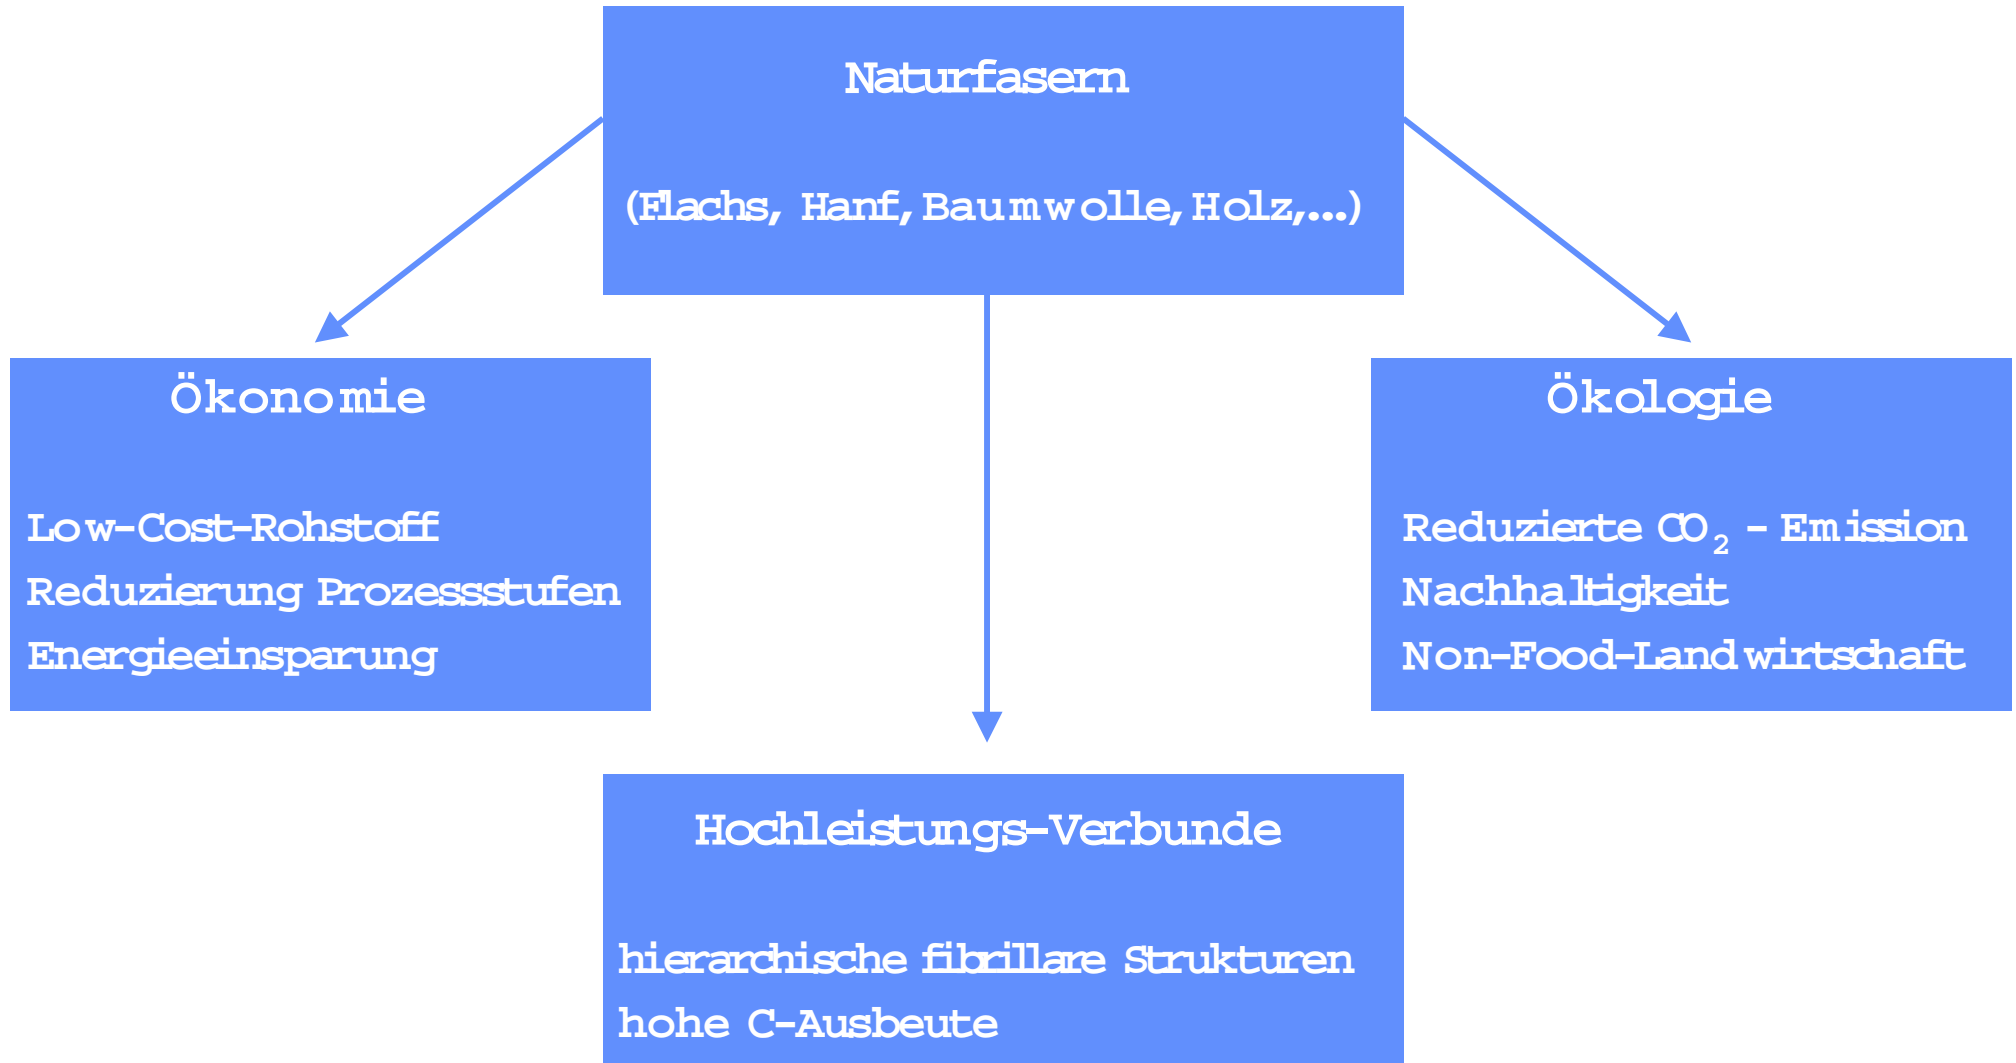 Naturfasern
(Flachs, Hanf, Baumwolle, Holz,...)
Ökonomie
Low-Cost-Rohstoff
Reduzierung Prozessstufen
Energieeinsparung
Ökologie
Reduzierte CO₂ - Emission
Nachhaltigkeit
Non-Food-Landwirtschaft
Hochleistungs-Verbunde
hierarchische fibrillare Strukturen
hohe C-Ausbeute